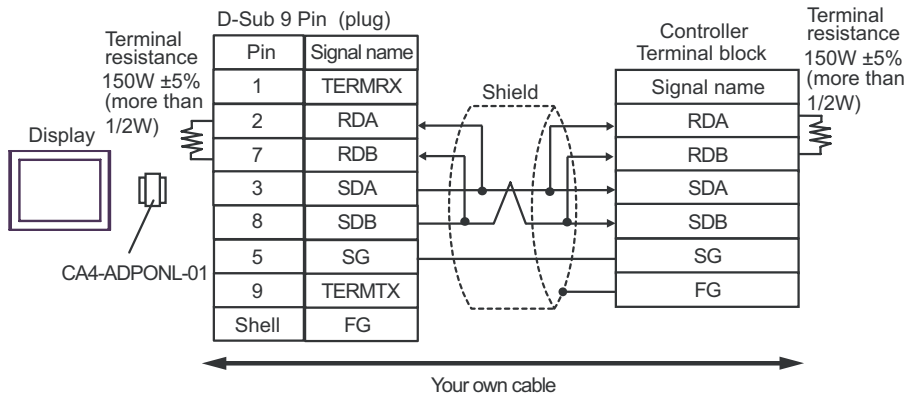 D-Sub 9 Pin (plug)
Terminal
resistance
150W ±5%
(more than
1/2W)
Display
CA4-ADPONL-01
Pin Signal name
1 TERMRX
2 RDA
7 RDB
3 SDA
8 SDB
5 SG
9 TERMTX
Shell FG
Shield
Controller
Terminal block
Signal name
RDA
RDB
SDA
SDB
SG
FG
Terminal
resistance
150W ±5%
(more than
1/2W)
Your own cable